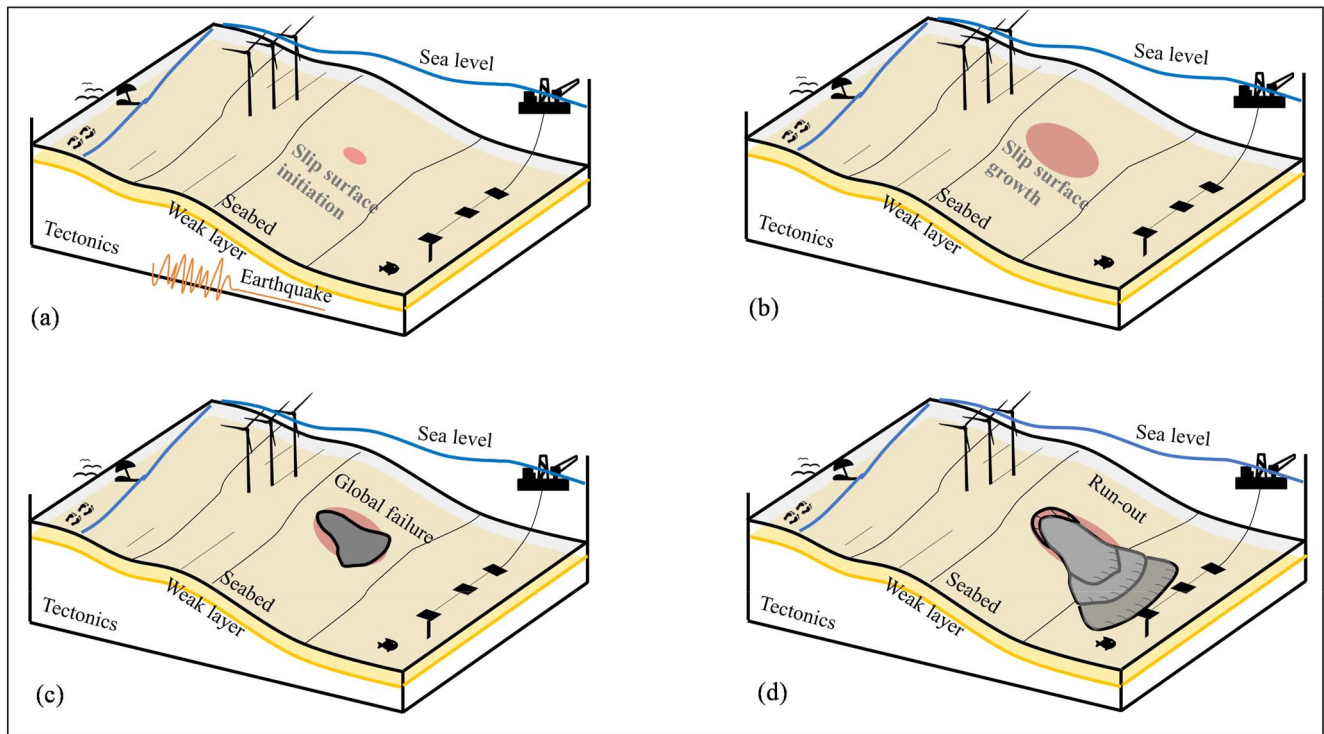 Sea level
Slip surface
initiation
Seabed
Weak layer
Tectonics
Earthquake
(a)
Sea level
Slip surface
growth
Seabed
Weak layer
Tectonics
(b)
Sea level
Global failure
Seabed
Weak layer
Tectonics
(c)
Sea level
Run-out
Seabed
Weak layer
Tectonics
(d)